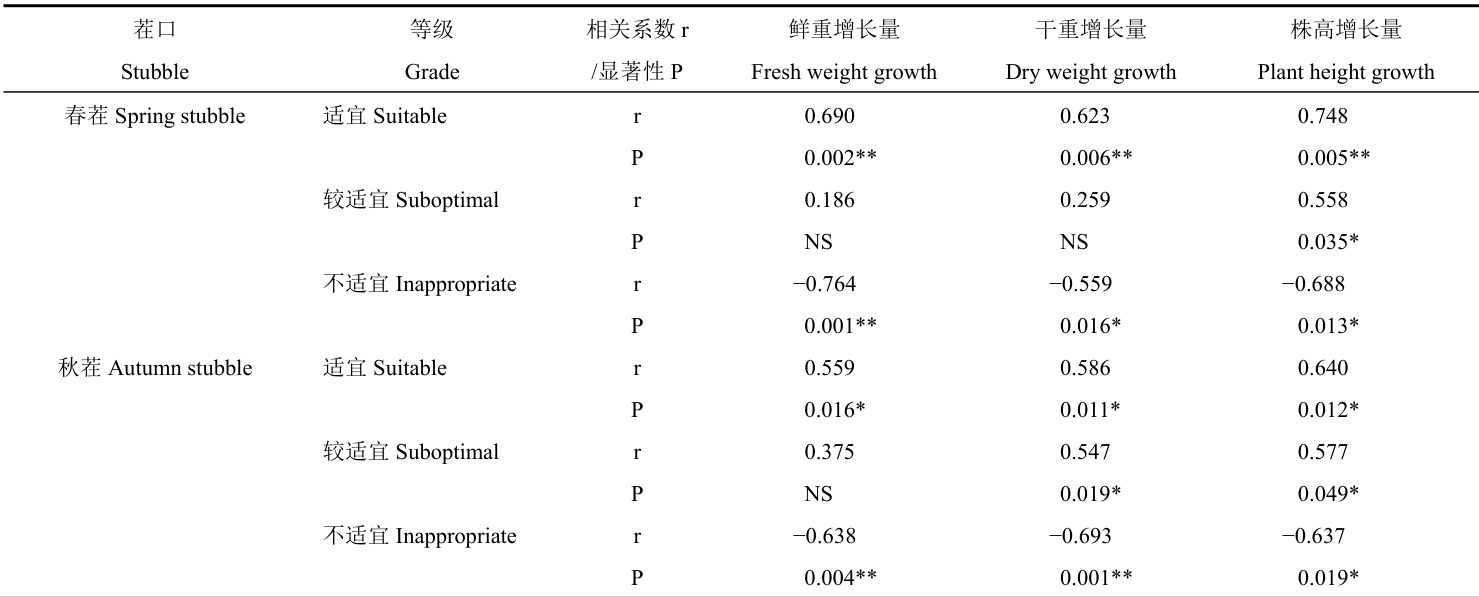 茬口 等级 相关系数 r 鲜重增长量 干重增长量 株高增长量
Stubble Grade /显著性 P Fresh weight growth Dry weight growth Plant height growth
春茬 Spring stubble 适宜 Suitable r 0.690 0.623 0.748
P 0.002** 0.006** 0.005**
较适宜 Suboptimal r 0.186 0.259 0.558
P NS NS 0.035*
不适宜 Inappropriate r −0.764 −0.559 −0.688
P 0.001** 0.016* 0.013*
秋茬 Autumn stubble 适宜 Suitable r 0.559 0.586 0.640
P 0.016* 0.011* 0.012*
较适宜 Suboptimal r 0.375 0.547 0.577
P NS 0.019* 0.049*
不适宜 Inappropriate r −0.638 −0.693 −0.637
P 0.004** 0.001** 0.019*